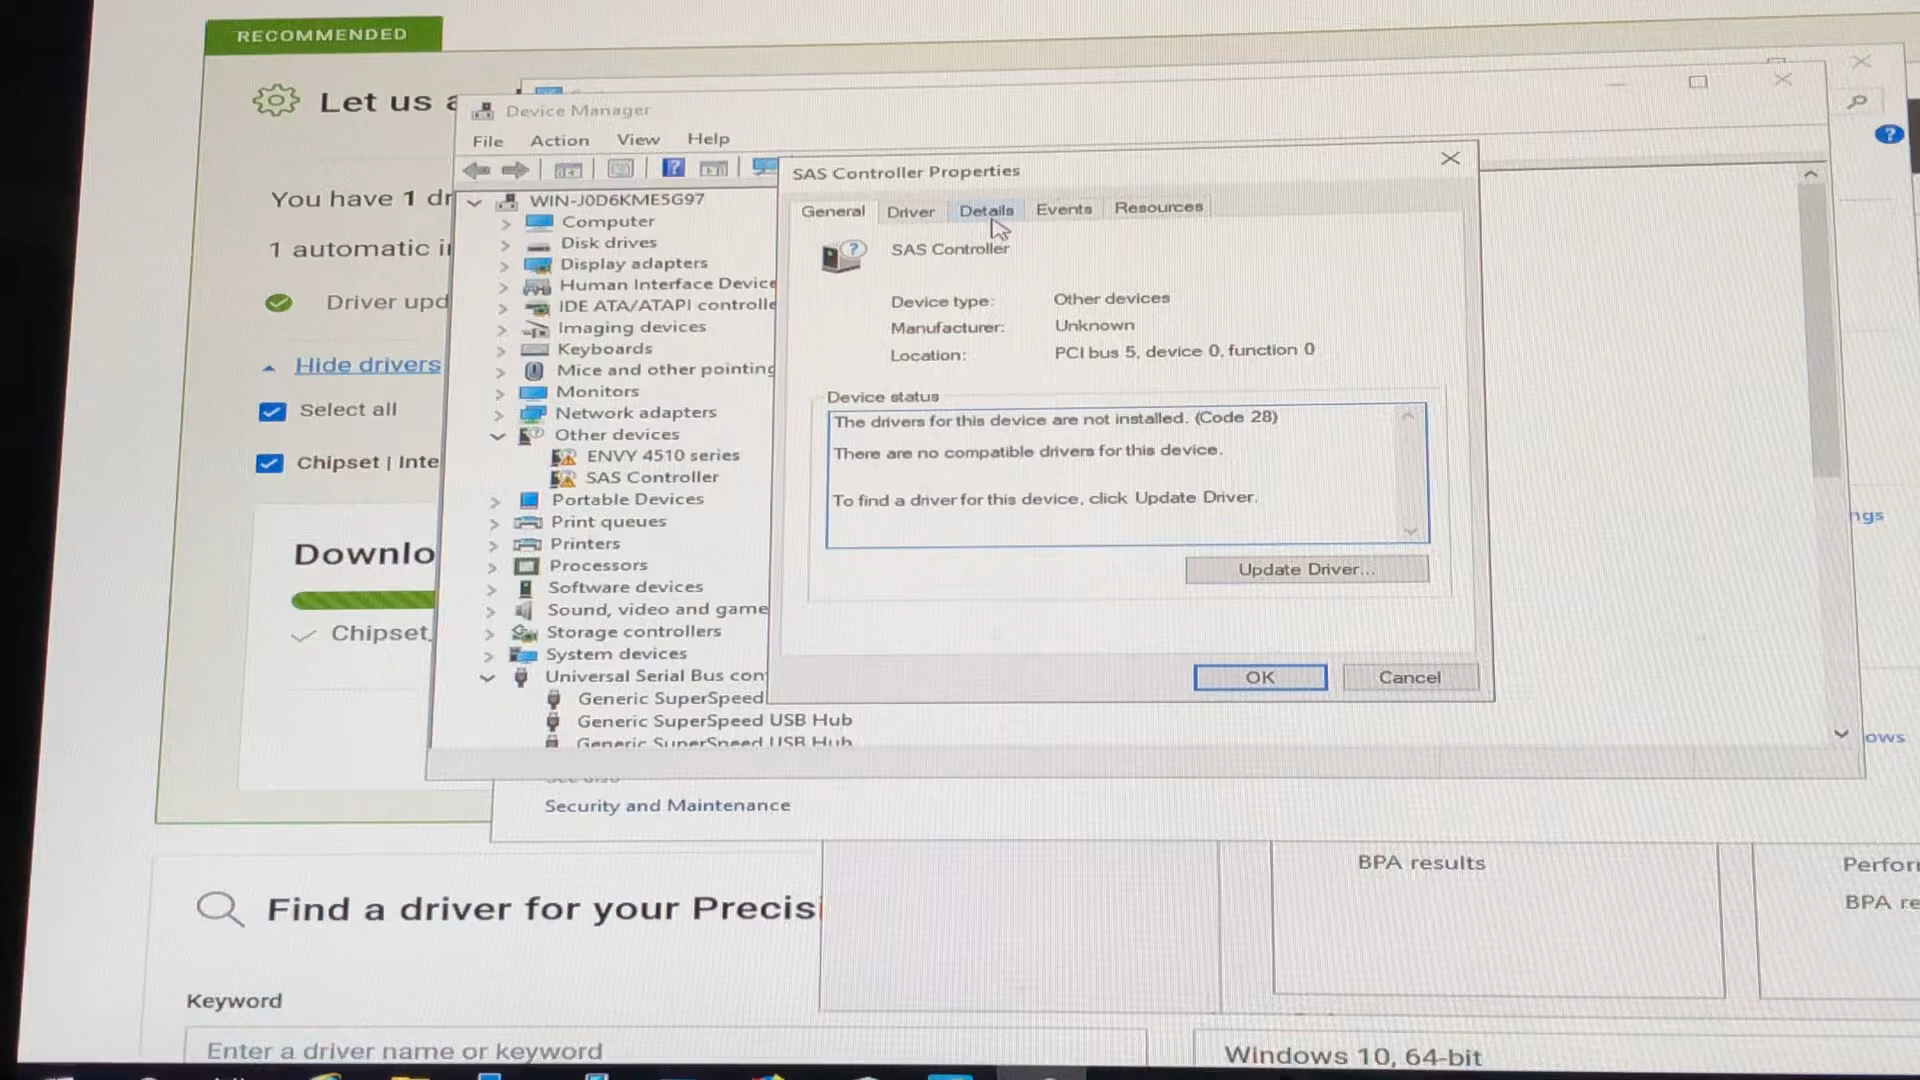 RECOMMENDED
Let us a
You have 1 dr
1 automatic i
Driver upd
Hide drivers
Select all
Chipset | Inte
Downlo
Chipset
Device Manager
File Action View Help
WIN-J0D6KME5G97
Computer
Disk drives
Display adapters
Human Interface Device
IDE ATA/ATAPI controlle
Imaging devices
Keyboards
Mice and other pointing
Monitors
Network adapters
Other devices
ENVY 4510 series
SAS Controller
Portable Devices
Print queues
Printers
Processors
Software devices
Sound, video and game
Storage controllers
System devices
Universal Serial Bus con
Generic SuperSpeed
Generic SuperSpeed USB Hub
Generic SuperSpeed USB Hub
SAS Controller Properties
General Driver Details Events Resources
SAS Controller
Device type: Other devices
Manufacturer: Unknown
Location: PCI bus 5, device 0, function 0
Device status
The drivers for this device are not installed. (Code 28)
There are no compatible drivers for this device.
To find a driver for this device, click Update Driver.
Update Driver...
OK Cancel
ngs
ows
See also
Security and Maintenance
BPA results
Perforr
BPA re
Find a driver for your Precisi
Keyword
Enter a driver name or keyword
Windows 10, 64-bit